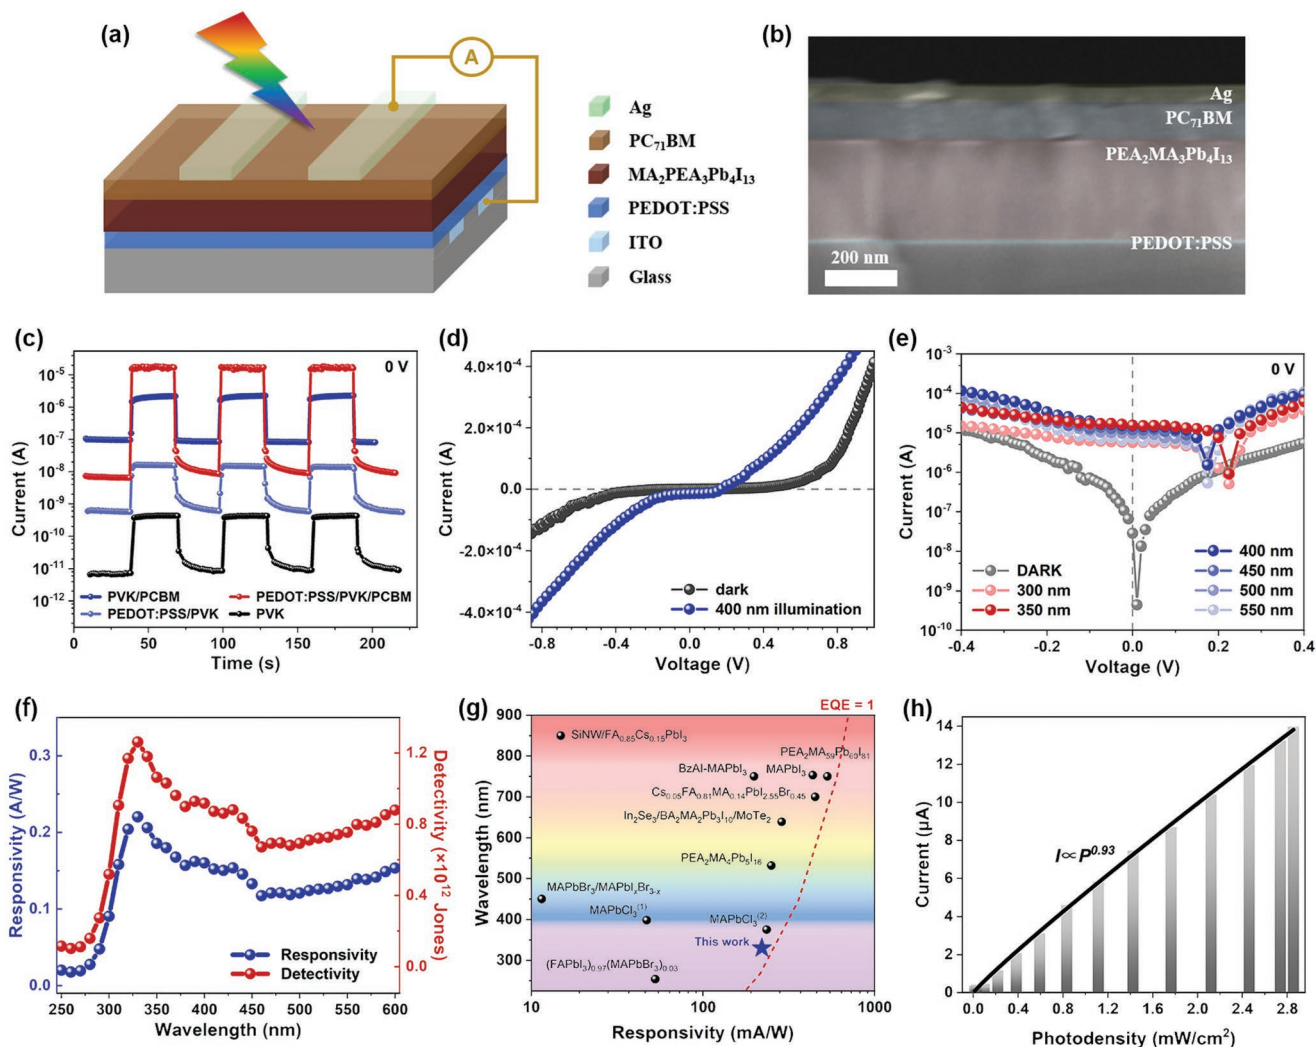 (a)
A
Ag
PC₇₁BM
MA₂PEA₃Pb₄I₁₃
PEDOT:PSS
ITO
Glass
(b)
Ag
PC₇₁BM
PEA₂MA₃Pb₄I₁₃
PEDOT:PSS
200 nm
(c)
0 V
10⁻⁵
10⁻⁶
10⁻⁷
10⁻⁸
10⁻⁹
10⁻¹⁰
10⁻¹¹
10⁻¹²
Current (A)
PVK/PCBM
PEDOT:PSS/PVK/PCBM
PEDOT:PSS/PVK
PVK
0 50 100 150 200
Time (s)
(d)
4.0×10⁻⁴
2.0×10⁻⁴
0.0
-2.0×10⁻⁴
-4.0×10⁻⁴
Current (A)
dark
400 nm illumination
-0.8 -0.4 0.0 0.4 0.8
Voltage (V)
(e)
0 V
10⁻³
10⁻⁴
10⁻⁵
10⁻⁶
10⁻⁷
10⁻⁸
10⁻⁹
10⁻¹⁰
Current (A)
DARK
300 nm
350 nm
400 nm
450 nm
500 nm
550 nm
-0.4 -0.2 0.0 0.2 0.4
Voltage (V)
(f)
0.3
0.2
0.1
0.0
Responsivity (A/W)
1.2
0.9
0.6
0.3
0.0
Detectivity (×10¹² Jones)
Responsivity
Detectivity
250 300 350 400 450 500 550 600
Wavelength (nm)
(g)
EQE = 1
900
800
700
600
500
400
300
Wavelength (nm)
SiNW/FA₀.₈₅Cs₀.₁₅PbI₃
PEA₂MA₅₉Pb₆₀I₁₈₁
BzAl-MAPbI₃
MAPbI₃
Cs₀.₀₅FA₀.₈₁MA₀.₁₄PbI₂.₅₅Br₀.₄₅
In₂Se₃/BA₂MA₂Pb₃I₁₀/MoTe₂
PEA₂MA₄Pb₅I₁₆
MAPbBr₃/MAPbIₓBr₃₋ₓ
MAPbCl₃⁽¹⁾
MAPbCl₃⁽²⁾
This work
(FAPbI₃)₀.₉₇(MAPbBr₃)₀.₀₃
10 100 1000
Responsivity (mA/W)
(h)
14
12
10
8
6
4
2
0
Current (μA)
I∝P⁰·⁹³
0.0 0.4 0.8 1.2 1.6 2.0 2.4 2.8
Photodensity (mW/cm²)